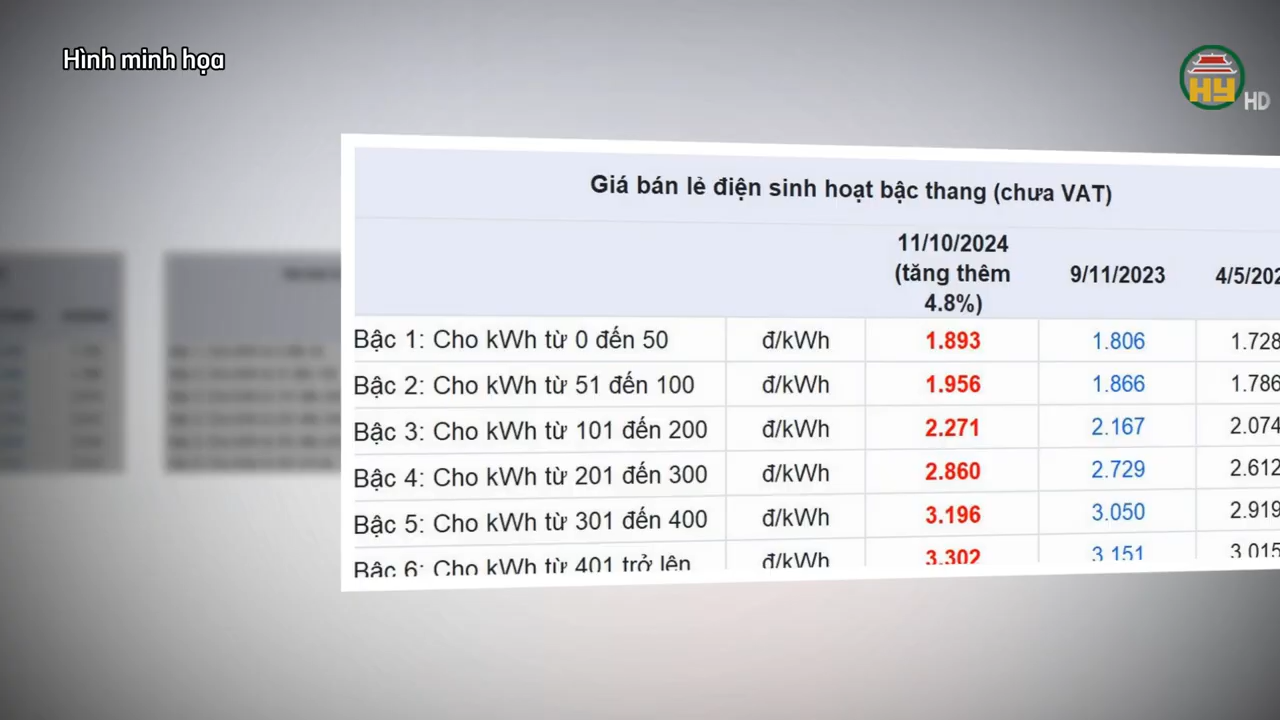 Hình minh họa
HY
HD
Giá bán lẻ điện sinh hoạt bậc thang (chưa VAT)
11/10/2024 (tăng thêm 4.8%) 9/11/2023 4/5/202
Bậc 1: Cho kWh từ 0 đến 50 đ/kWh 1.893 1.806 1.728
Bậc 2: Cho kWh từ 51 đến 100 đ/kWh 1.956 1.866 1.786
Bậc 3: Cho kWh từ 101 đến 200 đ/kWh 2.271 2.167 2.074
Bậc 4: Cho kWh từ 201 đến 300 đ/kWh 2.860 2.729 2.612
Bậc 5: Cho kWh từ 301 đến 400 đ/kWh 3.196 3.050 2.919
Bậc 6: Cho kWh từ 401 trở lên đ/kWh 3.302 3.151 3.015